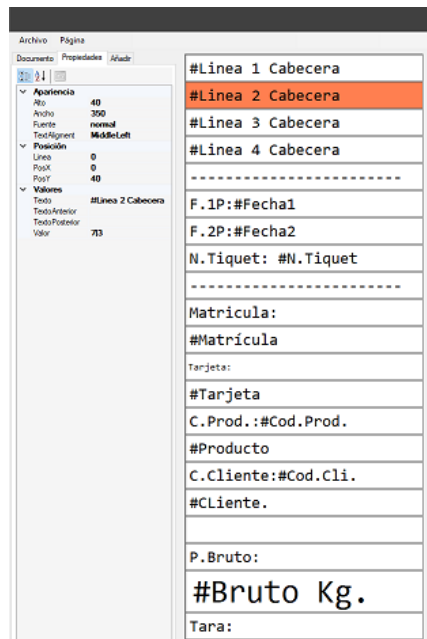 Archivo Página
Documento Propiedades Añadir
Apariencia
Alto 40
Ancho 350
Fuente normal
TextAligment MiddleLeft
Posición
Linea 0
PosX 0
PosY 40
Valores
Texto #Linea 2 Cabecera
TextoAnterior
TextoPosterior
Valor 713
#Linea 1 Cabecera
#Linea 2 Cabecera
#Linea 3 Cabecera
#Linea 4 Cabecera
------------------------
F.1P:#Fecha1
F.2P:#Fecha2
N.Tiquet: #N.Tiquet
------------------------
Matricula:
#Matrícula
Tarjeta:
#Tarjeta
C.Prod.:#Cod.Prod.
#Producto
C.Cliente:#Cod.Cli.
#CLiente.
P.Bruto:
#Bruto Kg.
Tara: